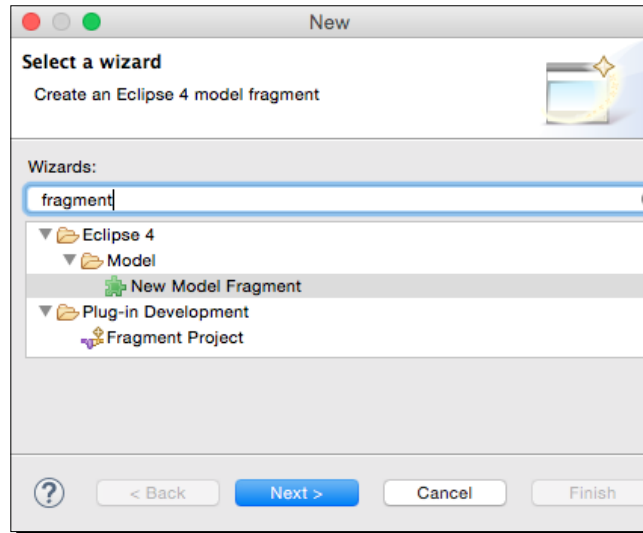 New
Select a wizard
Create an Eclipse 4 model fragment
Wizards:
fragment
Eclipse 4
Model
New Model Fragment
Plug-in Development
Fragment Project
? < Back Next > Cancel Finish